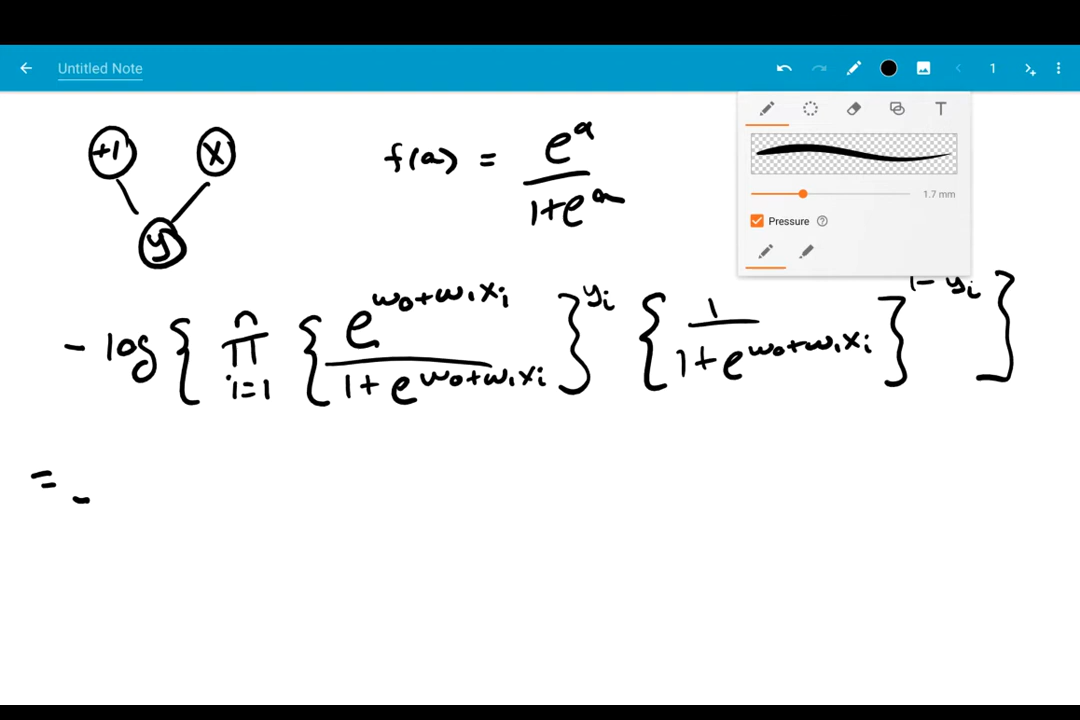 Untitled Note
1
T
1.7 mm
Pressure
+1 x f(a) = e^a / 1+e^a
y
- log { ∏_{i=1}^{n} { e^{w₀+w₁xᵢ} / 1+e^{w₀+w₁xᵢ} }^{yᵢ} { 1 / 1+e^{w₀+w₁xᵢ} }^{1-yᵢ} }
= -